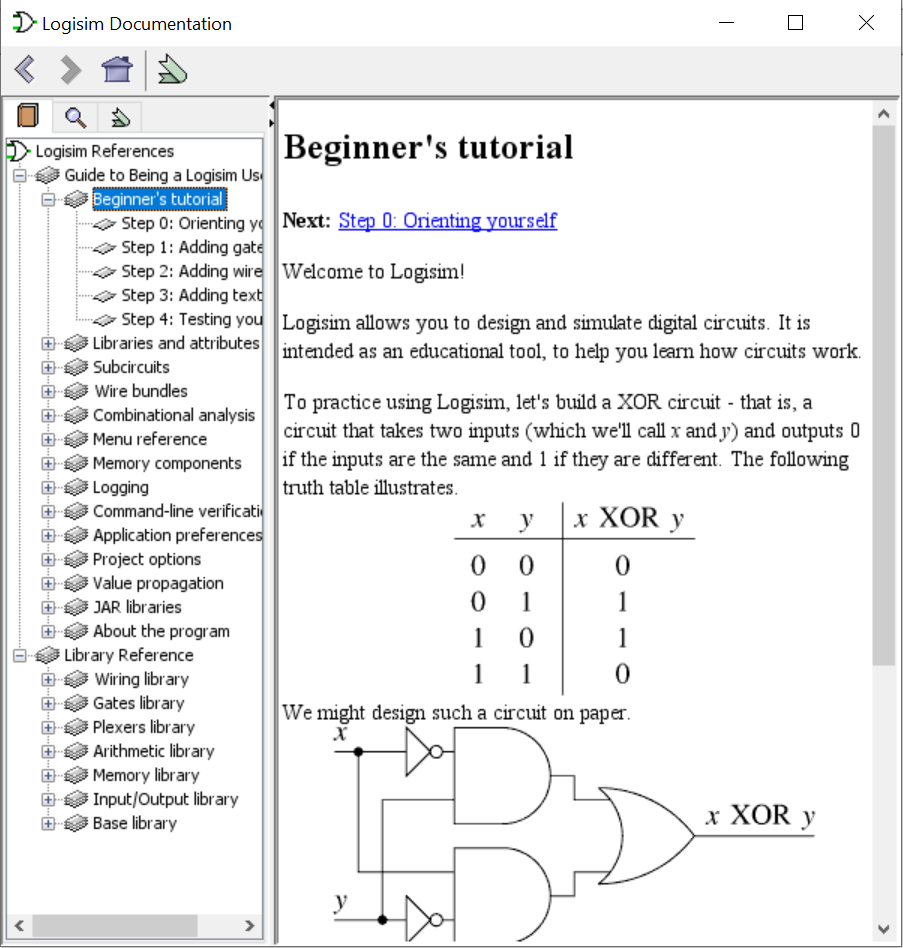 Logisim Documentation
Logisim References
Guide to Being a Logisim Use
Beginner's tutorial
Step 0: Orienting yo
Step 1: Adding gate
Step 2: Adding wire
Step 3: Adding text
Step 4: Testing you
Libraries and attributes
Subcircuits
Wire bundles
Combinational analysis
Menu reference
Memory components
Logging
Command-line verificati
Application preferences
Project options
Value propagation
JAR libraries
About the program
Library Reference
Wiring library
Gates library
Plexers library
Arithmetic library
Memory library
Input/Output library
Base library
Beginner's tutorial
Next: Step 0: Orienting yourself
Welcome to Logisim!
Logisim allows you to design and simulate digital circuits. It is
intended as an educational tool, to help you learn how circuits work.
To practice using Logisim, let's build a XOR circuit - that is, a
circuit that takes two inputs (which we'll call x and y) and outputs 0
if the inputs are the same and 1 if they are different. The following
truth table illustrates.
x y x XOR y
0 0 0
0 1 1
1 0 1
1 1 0
We might design such a circuit on paper.
x
x XOR y
y